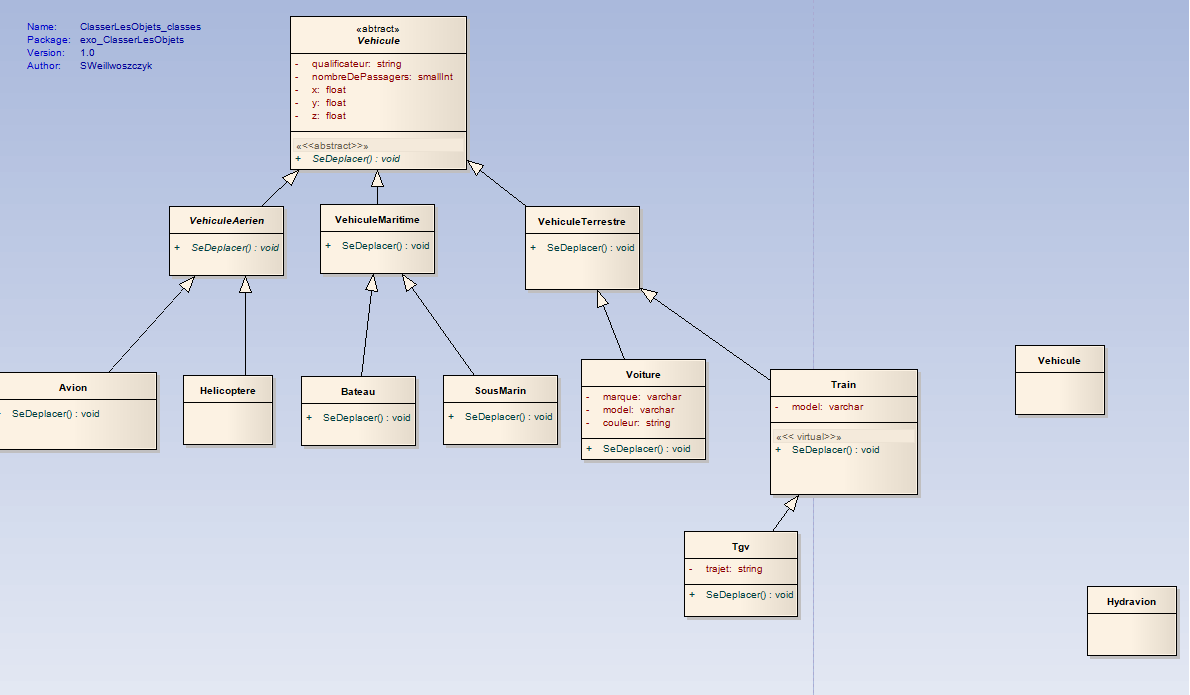 Name: ClasserLesObjets_classes
Package: exo_ClasserLesObjets
Version: 1.0
Author: SWeillwoszczyk
«abtract»
Vehicule
- qualificateur: string
- nombreDePassagers: smallInt
- x: float
- y: float
- z: float
«<<abstract>>»
+ SeDeplacer() : void
VehiculeAerien
+ SeDeplacer() : void
VehiculeMaritime
+ SeDeplacer() : void
VehiculeTerrestre
+ SeDeplacer() : void
Avion
SeDeplacer() : void
Helicoptere
Bateau
+ SeDeplacer() : void
SousMarin
+ SeDeplacer() : void
Voiture
- marque: varchar
- model: varchar
- couleur: string
+ SeDeplacer() : void
Train
- model: varchar
«<< virtual>>»
+ SeDeplacer() : void
Vehicule
Tgv
- trajet: string
+ SeDeplacer() : void
Hydravion